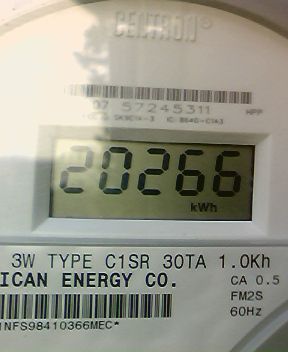 CENTRON®
07 57245311 HPP
20266
kWh
3W TYPE C1SR 30TA 1.0Kh
ICAN ENERGY CO. CA 0.5
FM2S
60Hz
NFS98410366MEC*